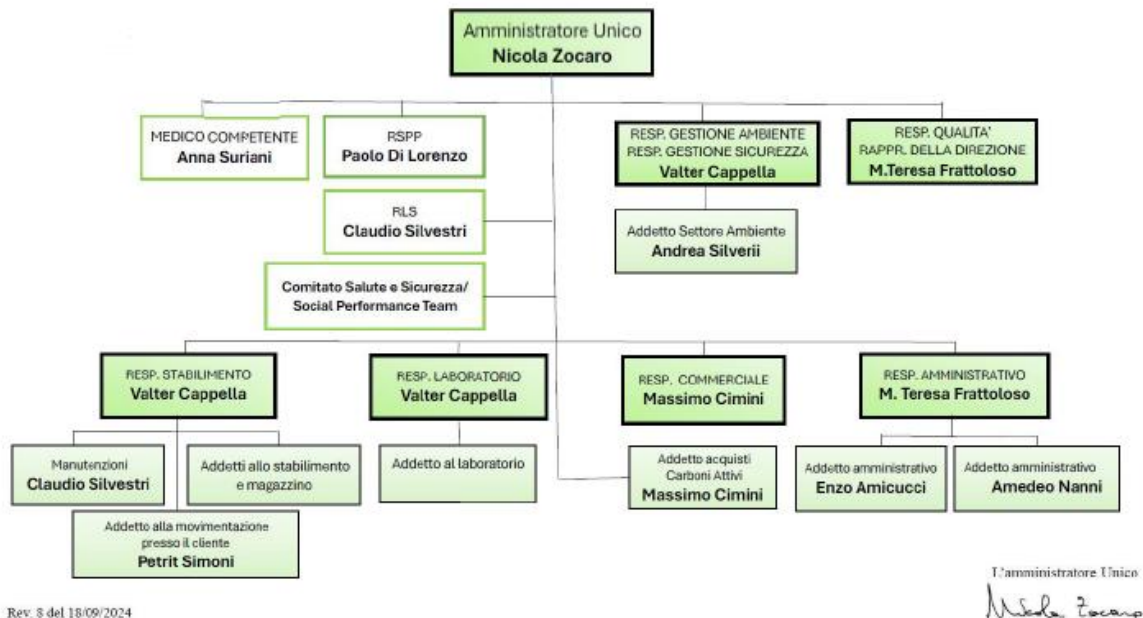 Amministratore Unico
Nicola Zocaro
MEDICO COMPETENTE
Anna Suriani
RSPP
Paolo Di Lorenzo
RESP. GESTIONE AMBIENTE
RESP. GESTIONE SICUREZZA
Valter Cappella
RESP. QUALITA'
RAPPR. DELLA DIREZIONE
M.Teresa Frattoloso
RLS
Claudio Silvestri
Addetto Settore Ambiente
Andrea Silverii
Comitato Salute e Sicurezza/
Social Performance Team
RESP. STABILIMENTO
Valter Cappella
RESP. LABORATORIO
Valter Cappella
RESP. COMMERCIALE
Massimo Cimini
RESP. AMMINISTRATIVO
M. Teresa Frattoloso
Manutenzioni
Claudio Silvestri
Addetti allo stabilimento
e magazzino
Addetto al laboratorio
Addetto acquisti
Carboni Attivi
Massimo Cimini
Addetto amministrativo
Enzo Amicucci
Addetto amministrativo
Amedeo Nanni
Addetto alla movimentazione
presso il cliente
Petrit Simoni
L'amministratore Unico
Nicola Zocaro
Rev. 8 del 18/09/2024